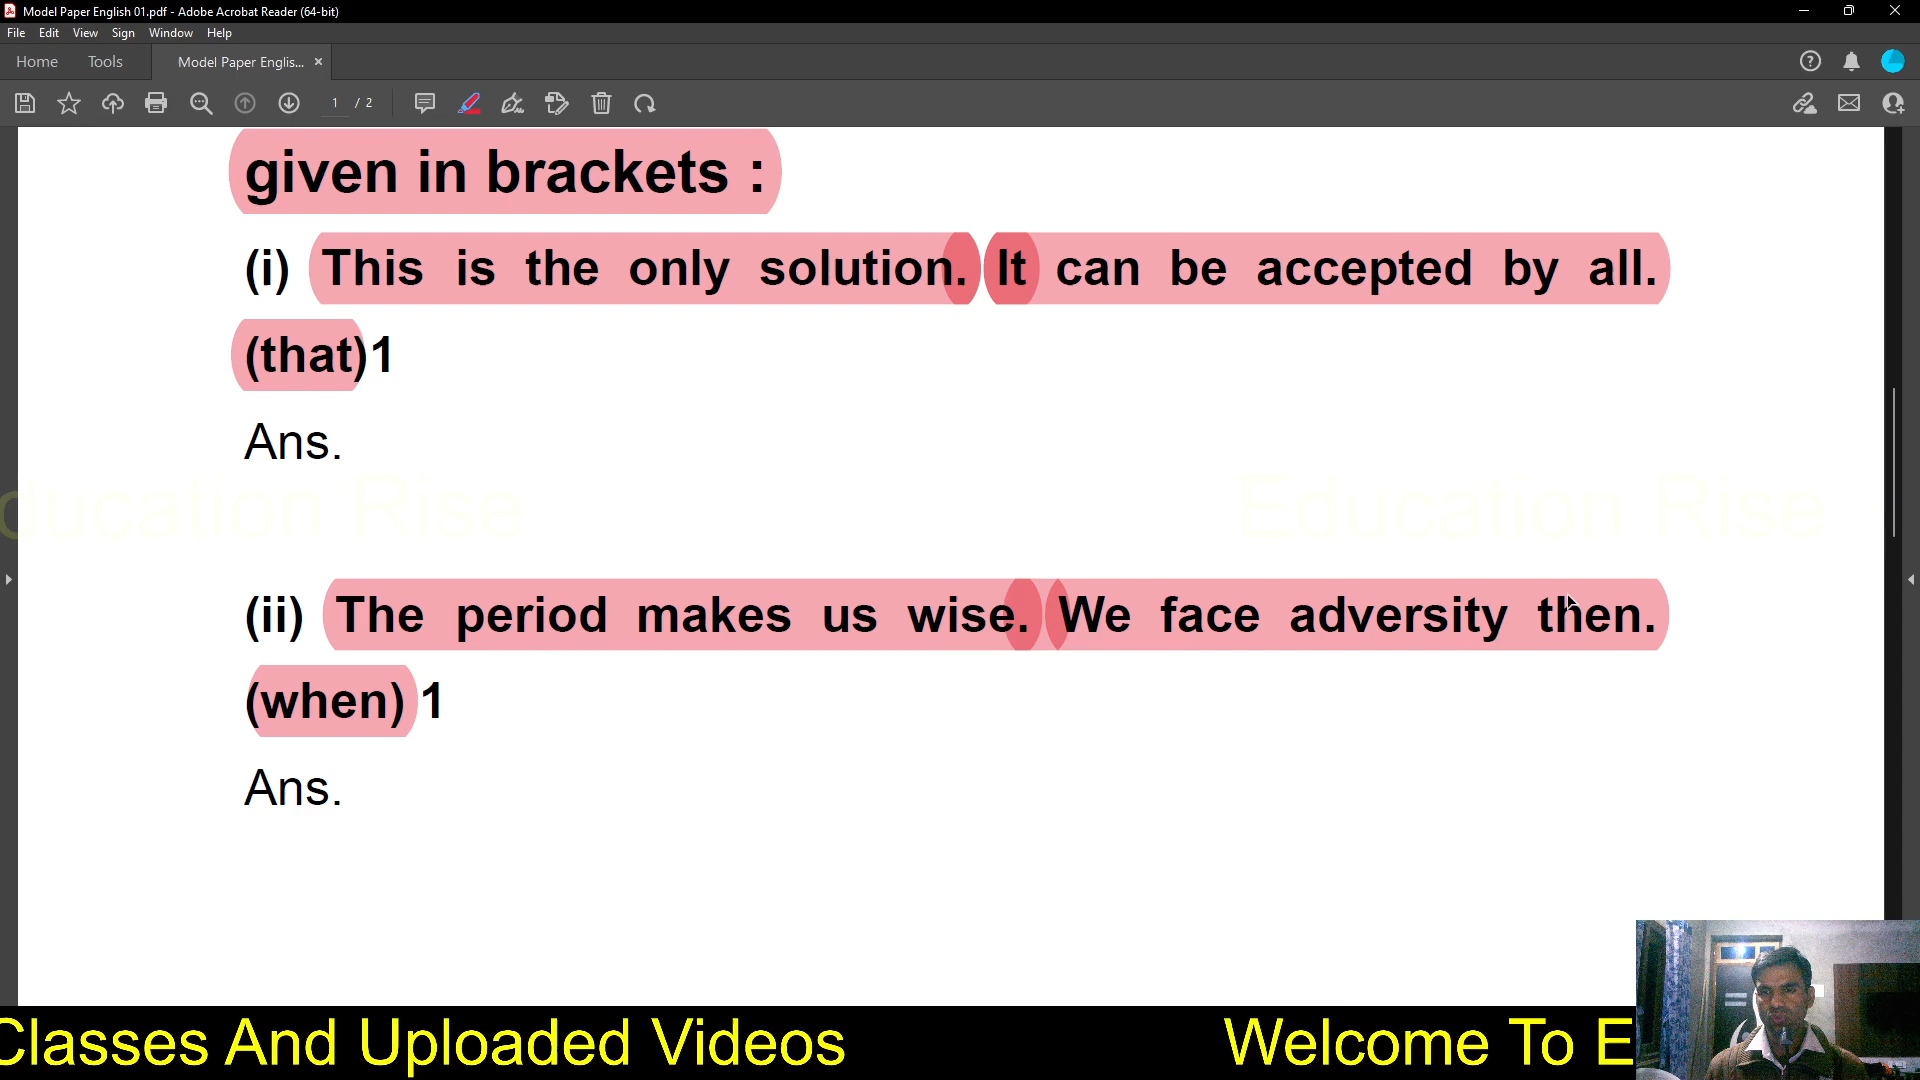 Model Paper English 01.pdf - Adobe Acrobat Reader (64-bit)
File Edit View Sign Window Help
Home Tools Model Paper Englis... ×
1 / 2
given in brackets :
(i) This is the only solution. It can be accepted by all.
(that)1
Ans.
ducation Rise Education Rise
(ii) The period makes us wise. We face adversity then.
(when) 1
Ans.
Classes And Uploaded Videos Welcome To E